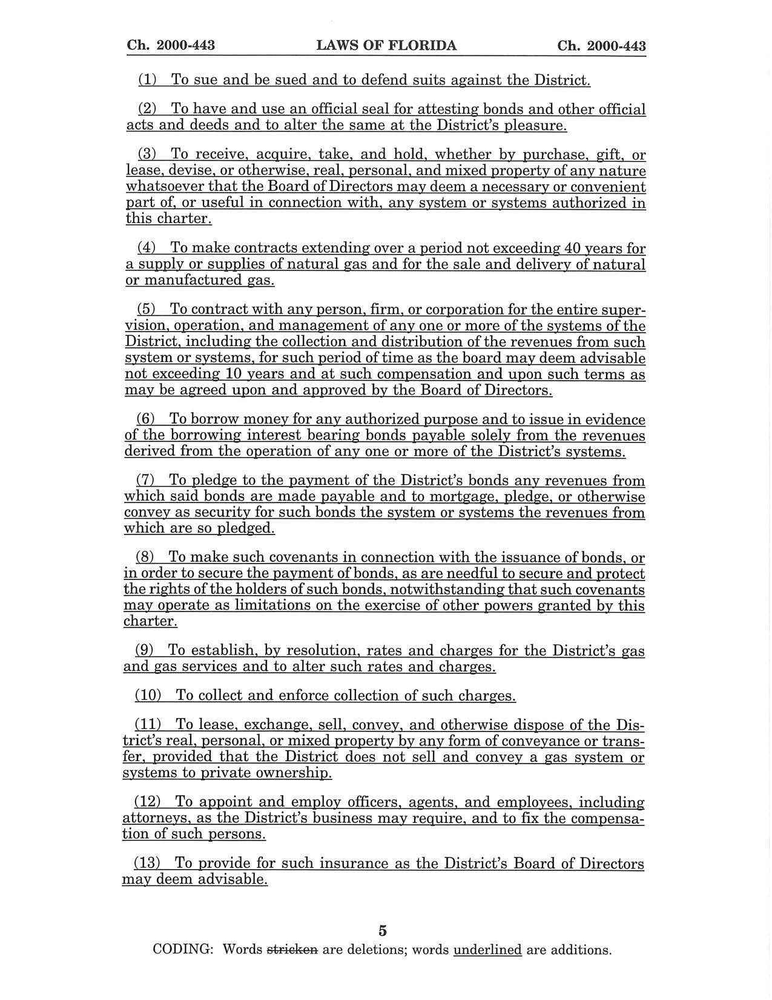 Ch. 2000-443 LAWS OF FLORIDA Ch. 2000-443
(1) To sue and be sued and to defend suits against the District.
(2) To have and use an official seal for attesting bonds and other official
acts and deeds and to alter the same at the District's pleasure.
(3) To receive, acquire, take, and hold, whether by purchase, gift, or
lease, devise, or otherwise, real, personal, and mixed property of any nature
whatsoever that the Board of Directors may deem a necessary or convenient
part of, or useful in connection with, any system or systems authorized in
this charter.
(4) To make contracts extending over a period not exceeding 40 years for
a supply or supplies of natural gas and for the sale and delivery of natural
or manufactured gas.
(5) To contract with any person, firm, or corporation for the entire super-
vision, operation, and management of any one or more of the systems of the
District, including the collection and distribution of the revenues from such
system or systems, for such period of time as the board may deem advisable
not exceeding 10 years and at such compensation and upon such terms as
may be agreed upon and approved by the Board of Directors.
(6) To borrow money for any authorized purpose and to issue in evidence
of the borrowing interest bearing bonds payable solely from the revenues
derived from the operation of any one or more of the District's systems.
(7) To pledge to the payment of the District's bonds any revenues from
which said bonds are made payable and to mortgage, pledge, or otherwise
convey as security for such bonds the system or systems the revenues from
which are so pledged.
(8) To make such covenants in connection with the issuance of bonds, or
in order to secure the payment of bonds, as are needful to secure and protect
the rights of the holders of such bonds, notwithstanding that such covenants
may operate as limitations on the exercise of other powers granted by this
charter.
(9) To establish, by resolution, rates and charges for the District's gas
and gas services and to alter such rates and charges.
(10) To collect and enforce collection of such charges.
(11) To lease, exchange, sell, convey, and otherwise dispose of the Dis-
trict's real, personal, or mixed property by any form of conveyance or trans-
fer, provided that the District does not sell and convey a gas system or
systems to private ownership.
(12) To appoint and employ officers, agents, and employees, including
attorneys, as the District's business may require, and to fix the compensa-
tion of such persons.
(13) To provide for such insurance as the District's Board of Directors
may deem advisable.
5
CODING: Words stricken are deletions; words underlined are additions.